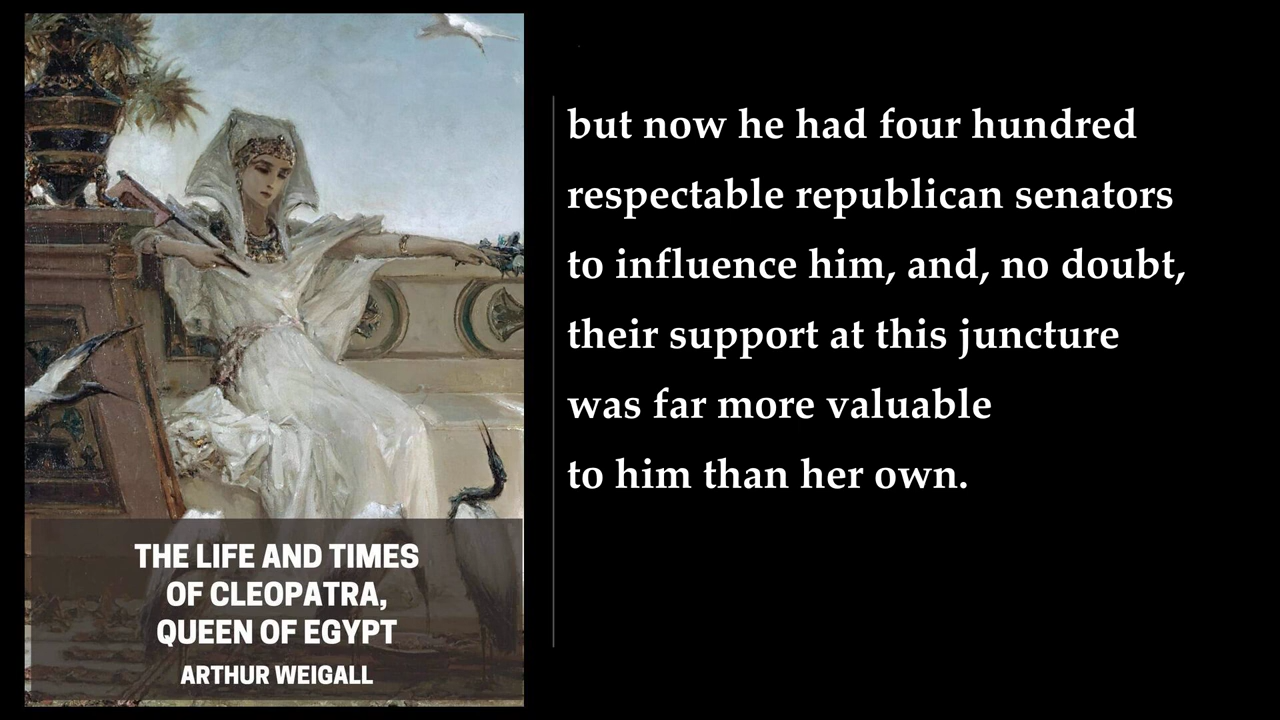 but now he had four hundred
respectable republican senators
to influence him, and, no doubt,
their support at this juncture
was far more valuable
to him than her own.
THE LIFE AND TIMES
OF CLEOPATRA,
QUEEN OF EGYPT
ARTHUR WEIGALL